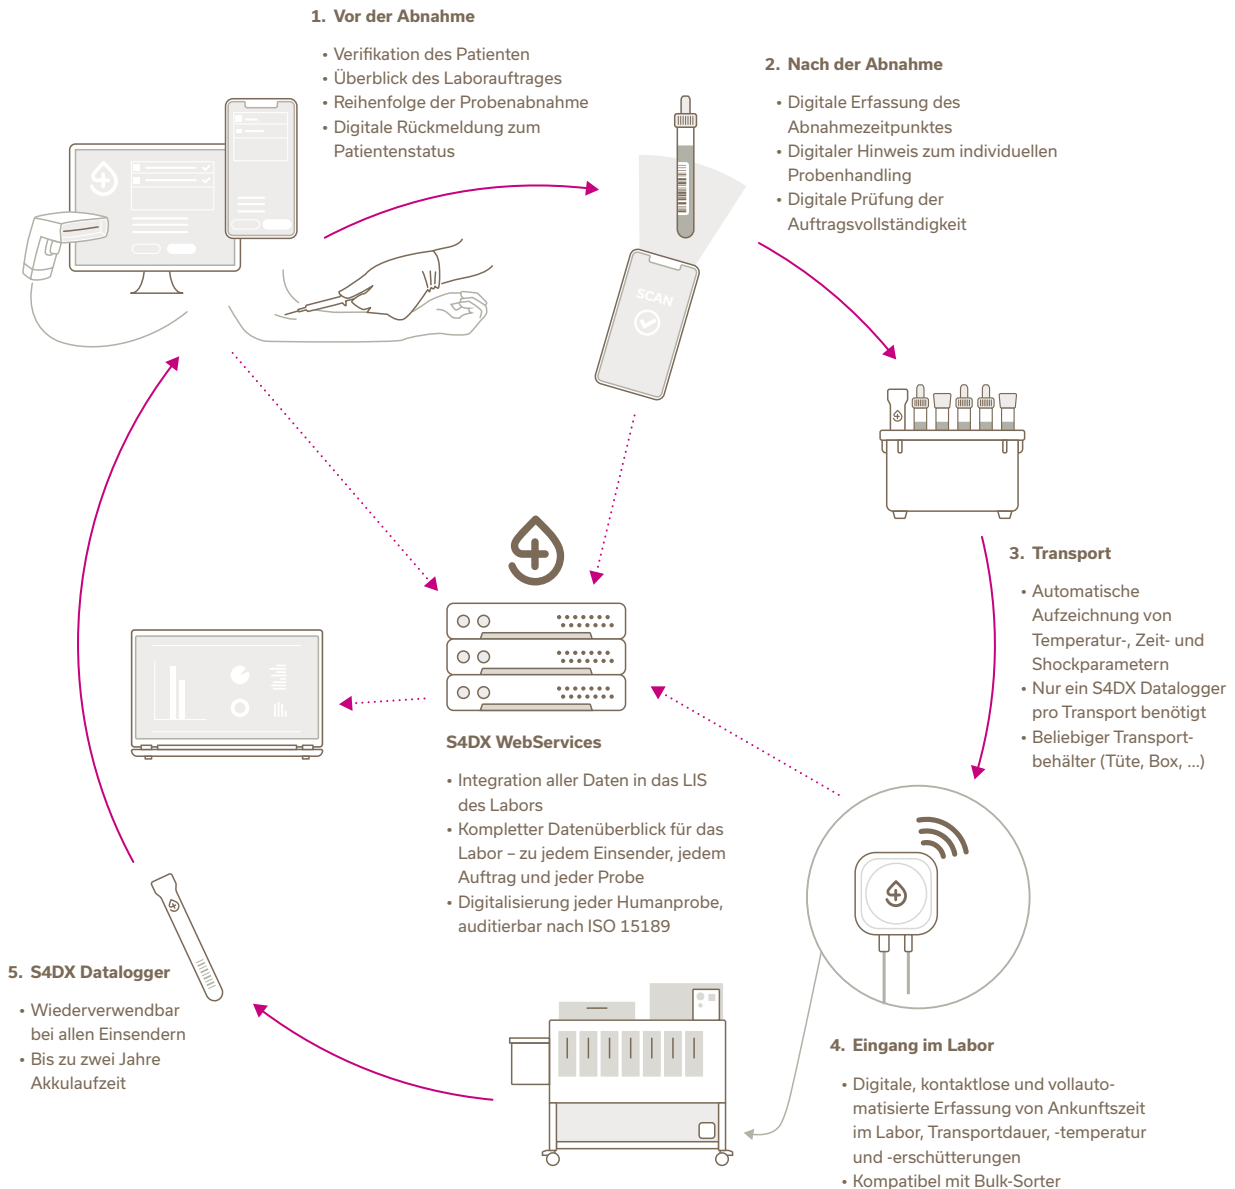 1. Vor der Abnahme
• Verifikation des Patienten
• Überblick des Laborauftrages
• Reihenfolge der Probenabnahme
• Digitale Rückmeldung zum
Patientenstatus
2. Nach der Abnahme
• Digitale Erfassung des
Abnahmezeitpunktes
• Digitaler Hinweis zum individuellen
Probenhandling
• Digitale Prüfung der
Auftragsvollständigkeit
SCAN
3. Transport
• Automatische
Aufzeichnung von
Temperatur-, Zeit- und
Shockparametern
• Nur ein S4DX Datalogger
pro Transport benötigt
• Beliebiger Transport-
behälter (Tüte, Box, ...)
S4DX WebServices
• Integration aller Daten in das LIS
des Labors
• Kompletter Datenüberblick für das
Labor – zu jedem Einsender, jedem
Auftrag und jeder Probe
• Digitalisierung jeder Humanprobe,
auditierbar nach ISO 15189
4. Eingang im Labor
• Digitale, kontaktlose und vollauto-
matisierte Erfassung von Ankunftszeit
im Labor, Transportdauer, -temperatur
und -erschütterungen
• Kompatibel mit Bulk-Sorter
5. S4DX Datalogger
• Wiederverwendbar
bei allen Einsendern
• Bis zu zwei Jahre
Akkulaufzeit